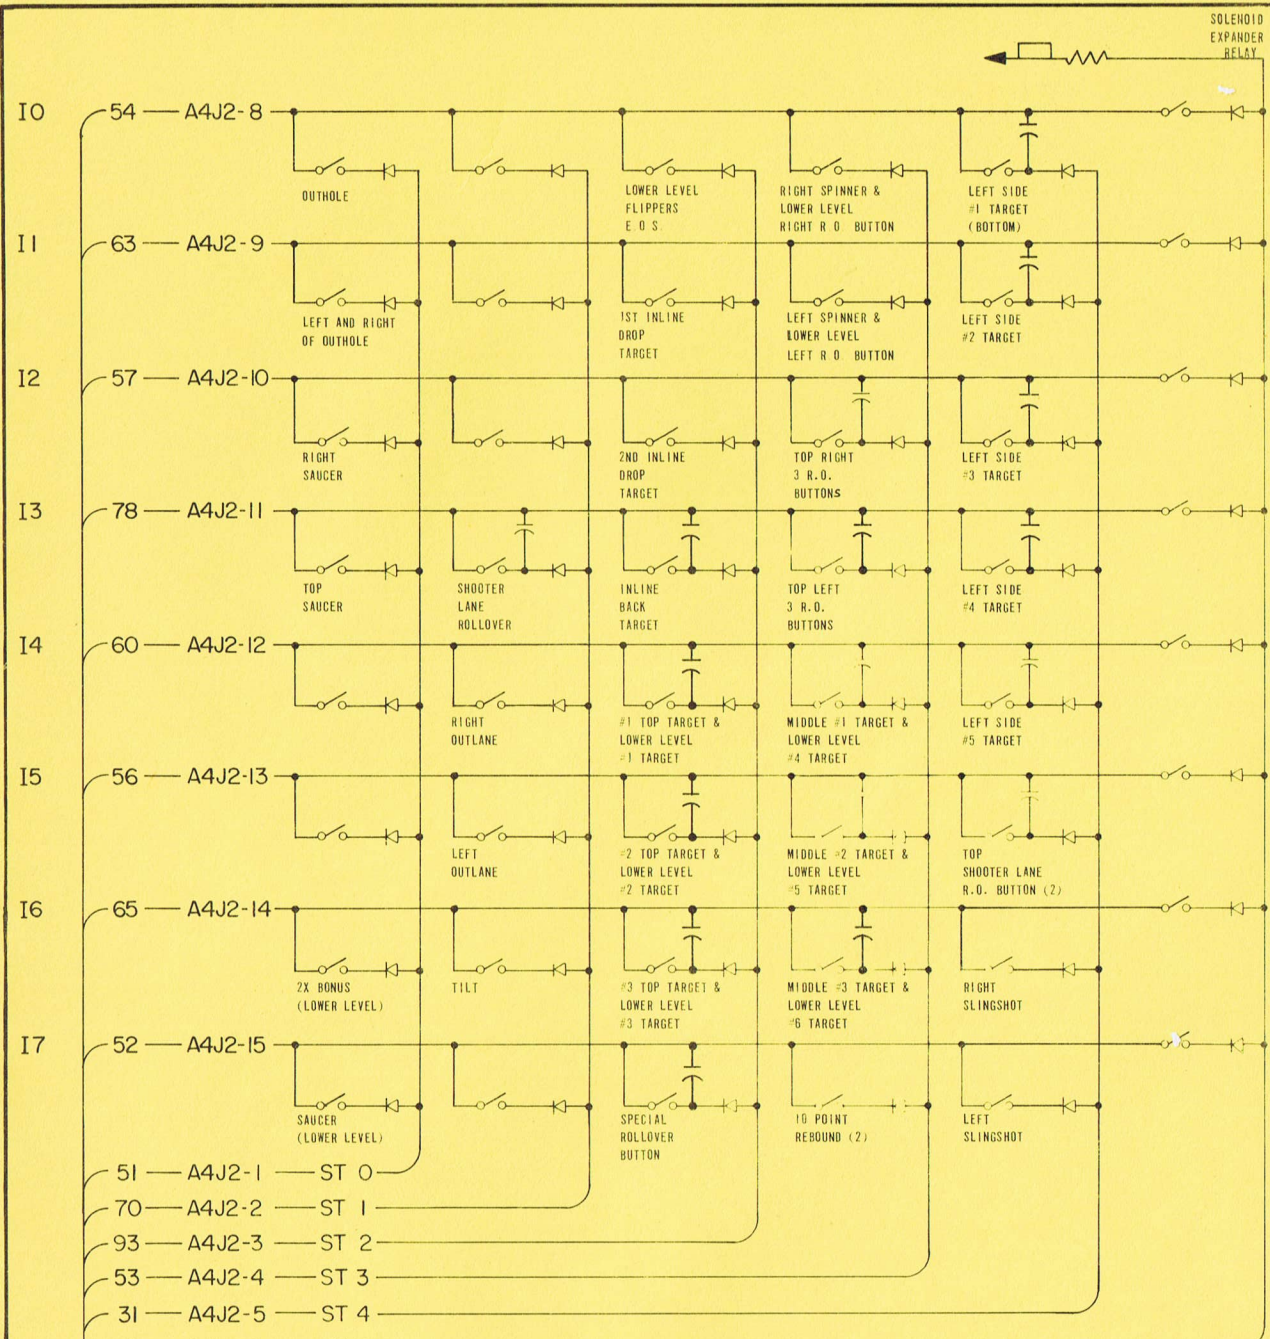 SOLENOID
EXPANDER
RELAY
I0 54 A4J2-8
OUTHOLE
LOWER LEVEL
FLIPPERS
E.O.S.
RIGHT SPINNER &
LOWER LEVEL
RIGHT R.O. BUTTON
LEFT SIDE
#1 TARGET
(BOTTOM)
I1 63 A4J2-9
LEFT AND RIGHT
OF OUTHOLE
1ST INLINE
DROP
TARGET
LEFT SPINNER &
LOWER LEVEL
LEFT R.O. BUTTON
LEFT SIDE
#2 TARGET
I2 57 A4J2-10
RIGHT
SAUCER
2ND INLINE
DROP
TARGET
TOP RIGHT
3 R.O.
BUTTONS
LEFT SIDE
#3 TARGET
I3 78 A4J2-11
TOP
SAUCER
SHOOTER
LANE
ROLLOVER
INLINE
BACK
TARGET
TOP LEFT
3 R.O.
BUTTONS
LEFT SIDE
#4 TARGET
I4 60 A4J2-12
RIGHT
OUTLANE
#1 TOP TARGET &
LOWER LEVEL
#1 TARGET
MIDDLE #1 TARGET &
LOWER LEVEL
#4 TARGET
LEFT SIDE
#5 TARGET
I5 56 A4J2-13
LEFT
OUTLANE
#2 TOP TARGET &
LOWER LEVEL
#2 TARGET
MIDDLE #2 TARGET &
LOWER LEVEL
#5 TARGET
TOP
SHOOTER LANE
R.O. BUTTON (2)
I6 65 A4J2-14
2X BONUS
(LOWER LEVEL)
TILT
#3 TOP TARGET &
LOWER LEVEL
#3 TARGET
MIDDLE #3 TARGET &
LOWER LEVEL
#6 TARGET
RIGHT
SLINGSHOT
I7 52 A4J2-15
SAUCER
(LOWER LEVEL)
SPECIAL
ROLLOVER
BUTTON
10 POINT
REBOUND (2)
LEFT
SLINGSHOT
51 A4J2-1 ST 0
70 A4J2-2 ST 1
93 A4J2-3 ST 2
53 A4J2-4 ST 3
31 A4J2-5 ST 4